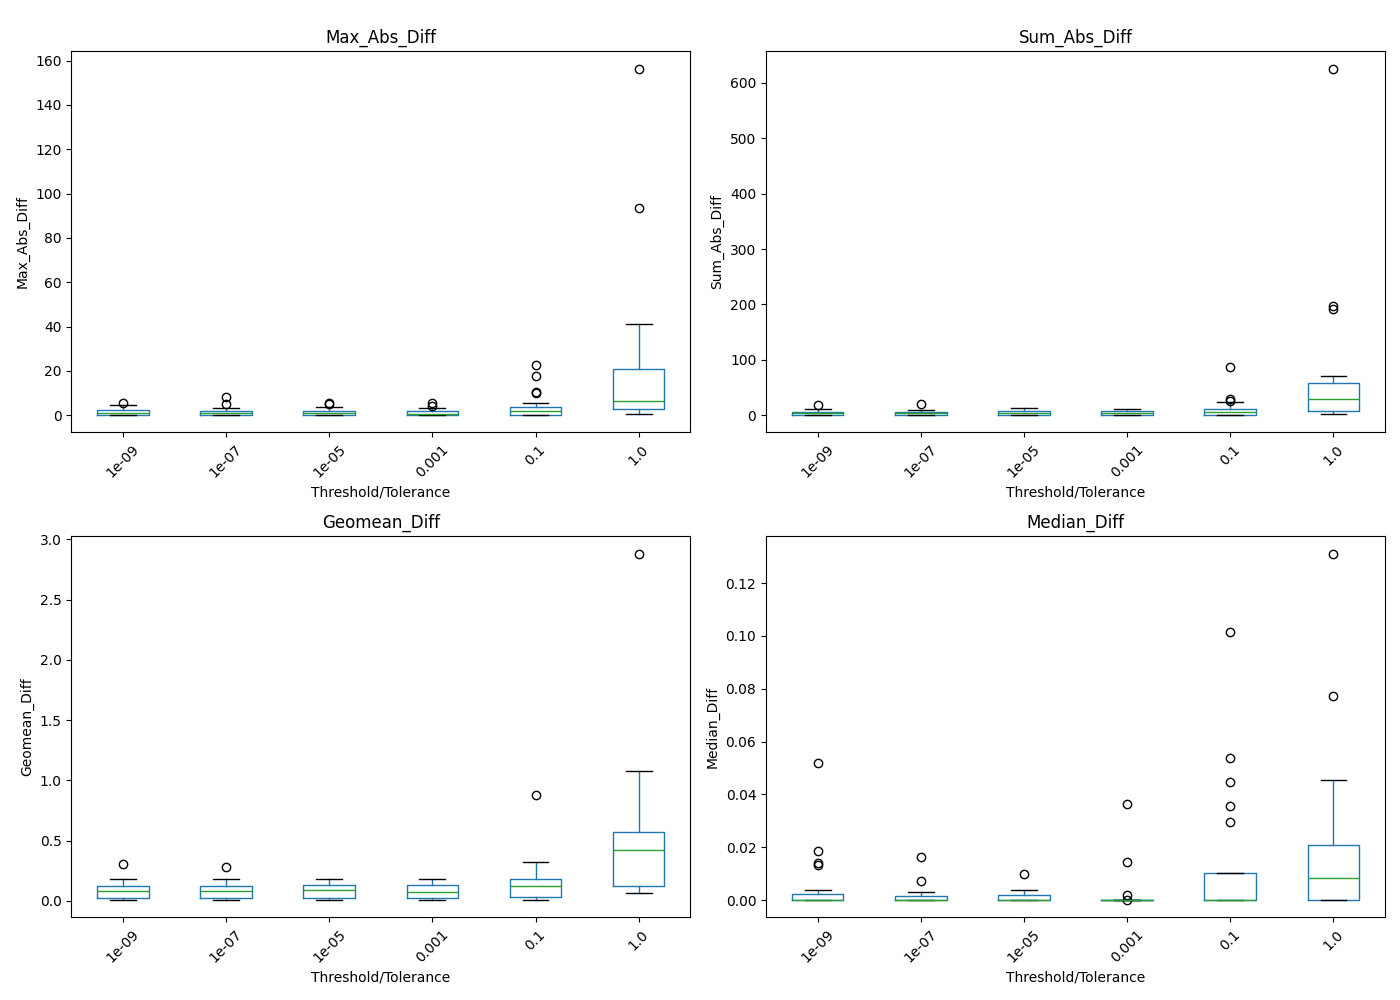 Max_Abs_Diff
Max_Abs_Diff
160
140
120
100
80
60
40
20
0
1e-09 1e-07 1e-05 0.001 0.1 1.0
Threshold/Tolerance
Sum_Abs_Diff
Sum_Abs_Diff
600
500
400
300
200
100
0
1e-09 1e-07 1e-05 0.001 0.1 1.0
Threshold/Tolerance
Geomean_Diff
Geomean_Diff
3.0
2.5
2.0
1.5
1.0
0.5
0.0
1e-09 1e-07 1e-05 0.001 0.1 1.0
Threshold/Tolerance
Median_Diff
Median_Diff
0.12
0.10
0.08
0.06
0.04
0.02
0.00
1e-09 1e-07 1e-05 0.001 0.1 1.0
Threshold/Tolerance